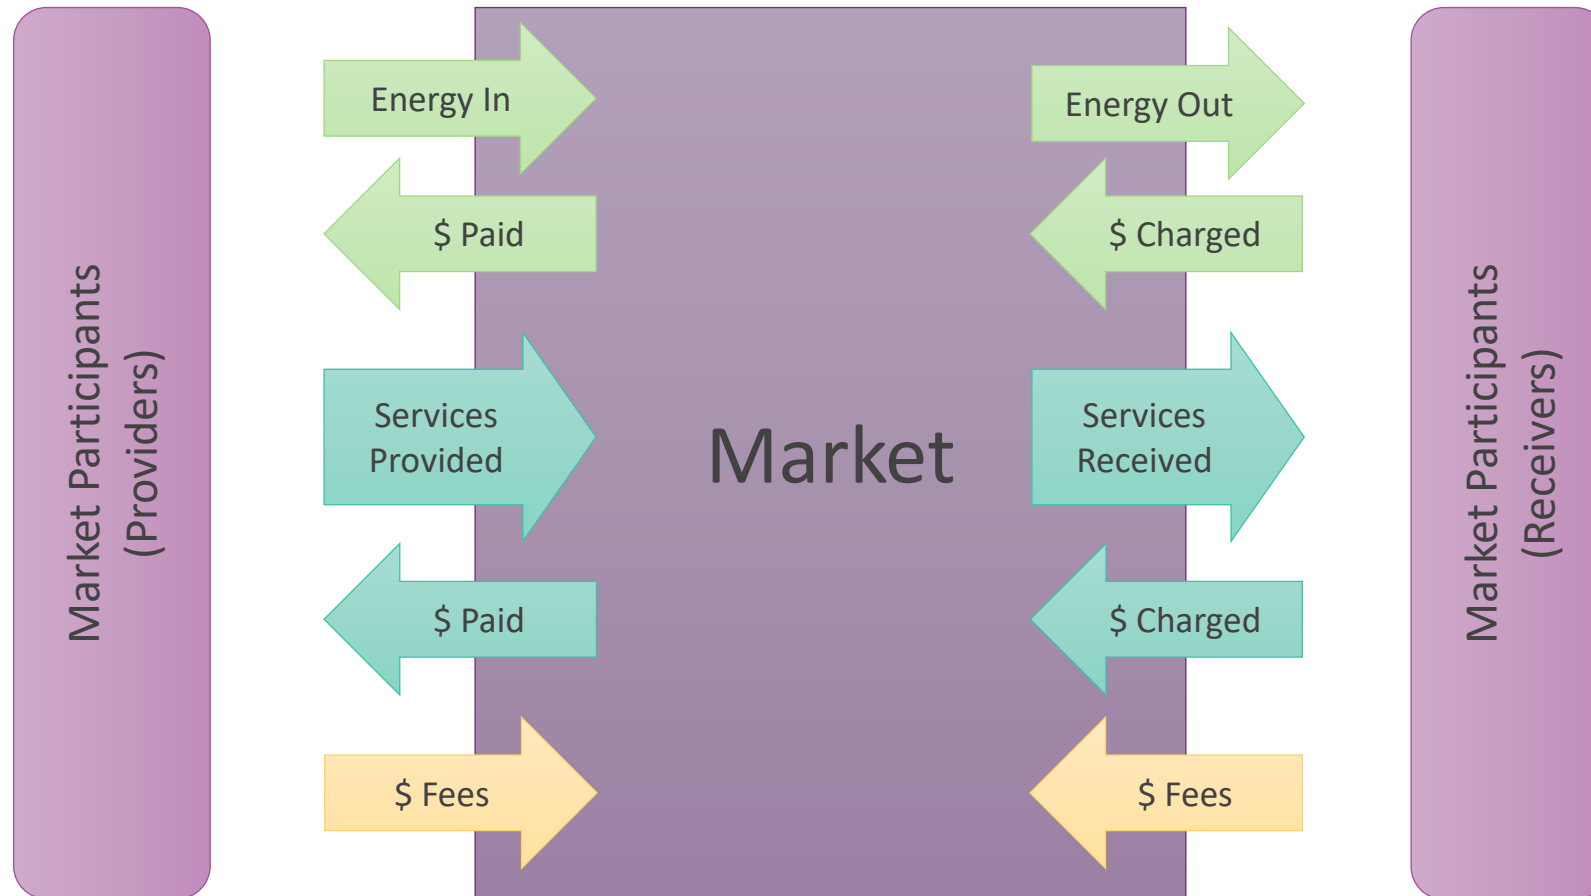 Market Participants
(Providers)
Energy In
$ Paid
Services
Provided
$ Paid
$ Fees
Market
Energy Out
$ Charged
Services
Received
$ Charged
$ Fees
Market Participants
(Receivers)